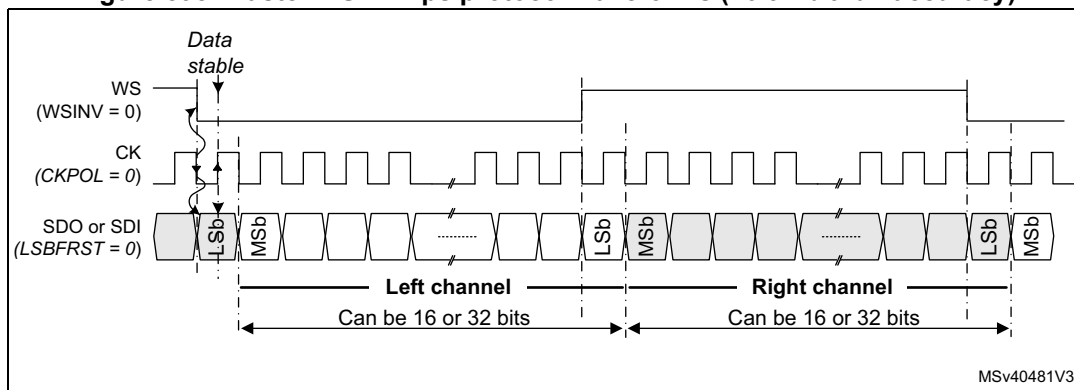 Data
stable
WS
(WSINV = 0)
CK
(CKPOL = 0)
SDO or SDI
(LSBFRST = 0)
LSb
MSb
LSb
MSb
LSb
MSb
Left channel
Right channel
Can be 16 or 32 bits
Can be 16 or 32 bits
MSv40481V3